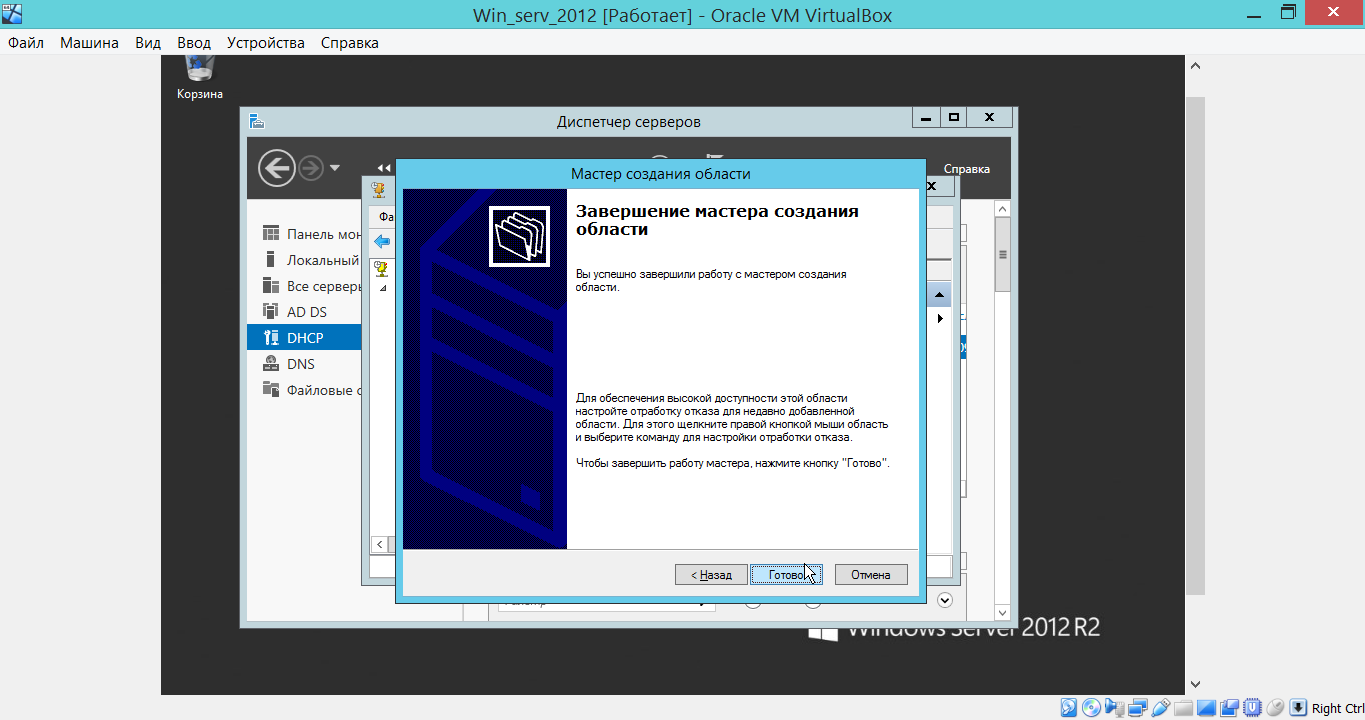 Win_serv_2012 [Работает] - Oracle VM VirtualBox
Файл Машина Вид Ввод Устройства Справка
Корзина
Диспетчер серверов
Справка
Мастер создания области
Фа
Панель мон
Локальный
Все серверы
AD DS
DHCP
DNS
Файловые с
Завершение мастера создания
области
Вы успешно завершили работу с мастером создания
области.
Для обеспечения высокой доступности этой области
настройте отработку отказа для недавно добавленной
области. Для этого щелкните правой кнопкой мыши область
и выберите команду для настройки отработки отказа.
Чтобы завершить работу мастера, нажмите кнопку "Готово".
< Назад Готово Отмена
Windows Server 2012 R2
Right Ctrl